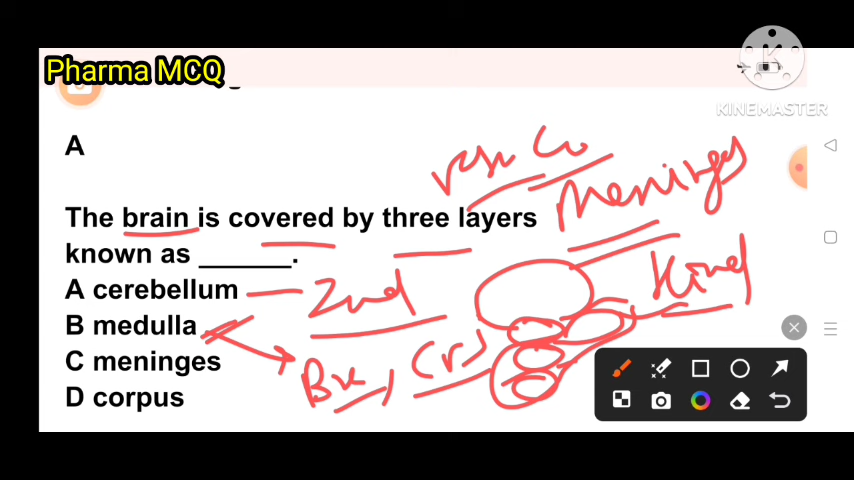 Pharma MCQ
KINEMASTER
A
The brain is covered by three layers
known as ______.
Meninges
A cerebellum
2nd
Hind
B medulla
C meninges
D corpus